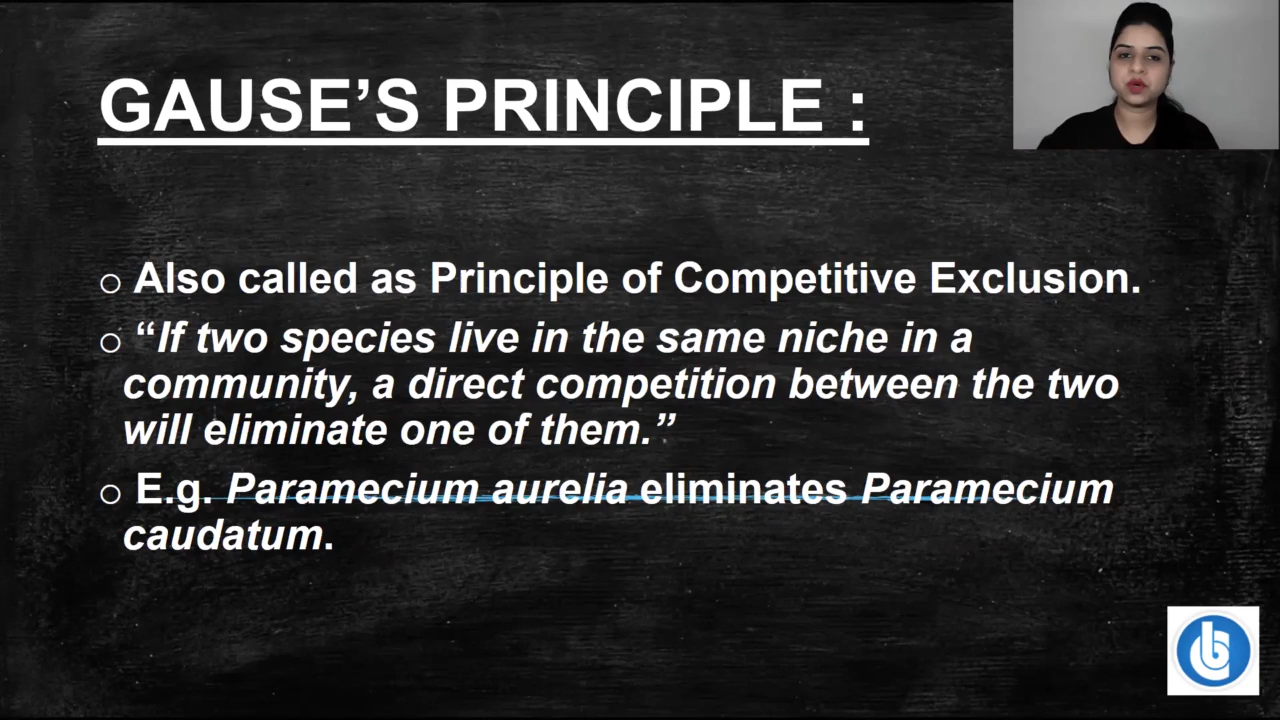 GAUSE’S PRINCIPLE :
o Also called as Principle of Competitive Exclusion.
o “If two species live in the same niche in a
community, a direct competition between the two
will eliminate one of them.”
o E.g. Paramecium aurelia eliminates Paramecium
caudatum.